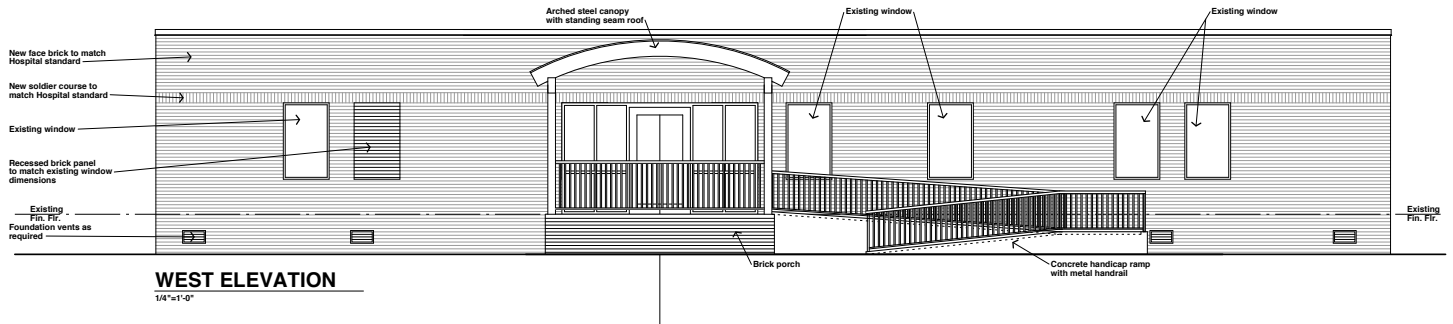 Arched steel canopy
with standing seam roof
Existing window
Existing window
New face brick to match
Hospital standard
New soldier course to
match Hospital standard
Existing window
Recessed brick panel
to match existing window
dimensions
Existing
Fin. Flr.
Foundation vents as
required
Existing
Fin. Flr.
Brick porch
Concrete handicap ramp
with metal handrail
WEST ELEVATION
1/4"=1'-0"